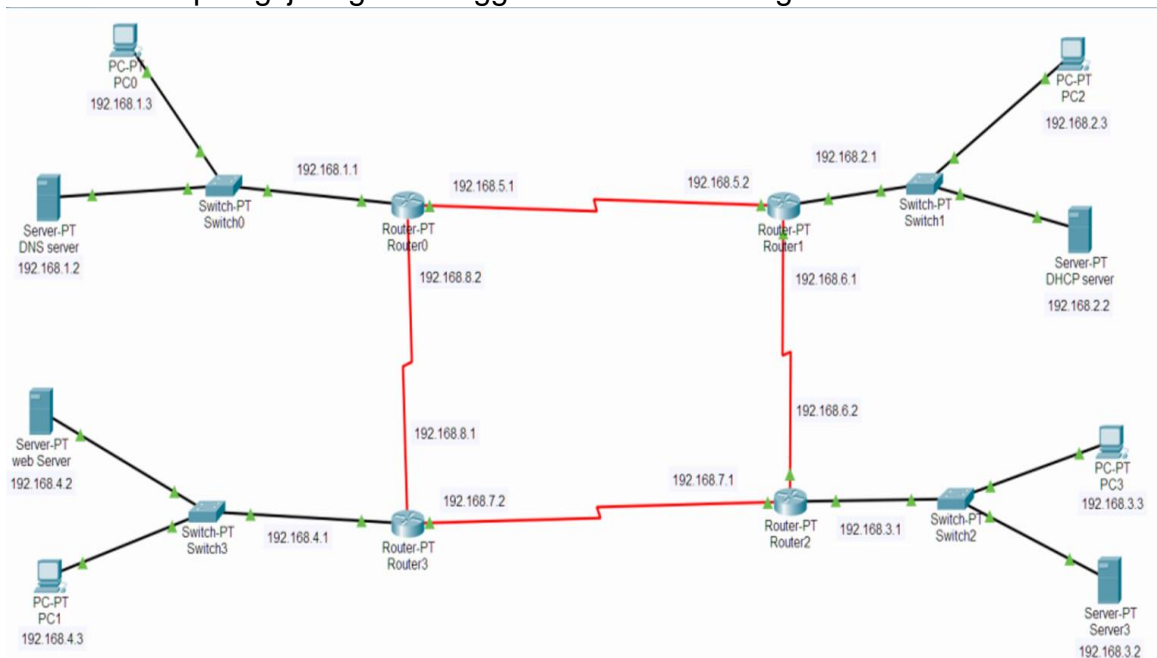 PC-PT
PC0
192.168.1.3
Server-PT
DNS server
192.168.1.2
Switch-PT
Switch0
192.168.1.1
Router-PT
Router0
192.168.5.1
192.168.8.2
192.168.5.2
Router-PT
Router1
192.168.6.1
192.168.2.1
Switch-PT
Switch1
PC-PT
PC2
192.168.2.3
Server-PT
DHCP server
192.168.2.2
Server-PT
web Server
192.168.4.2
Switch-PT
Switch3
PC-PT
PC1
192.168.4.3
192.168.4.1
192.168.8.1
Router-PT
Router3
192.168.7.2
192.168.7.1
192.168.6.2
Router-PT
Router2
192.168.3.1
Switch-PT
Switch2
PC-PT
PC3
192.168.3.3
Server-PT
Server3
192.168.3.2